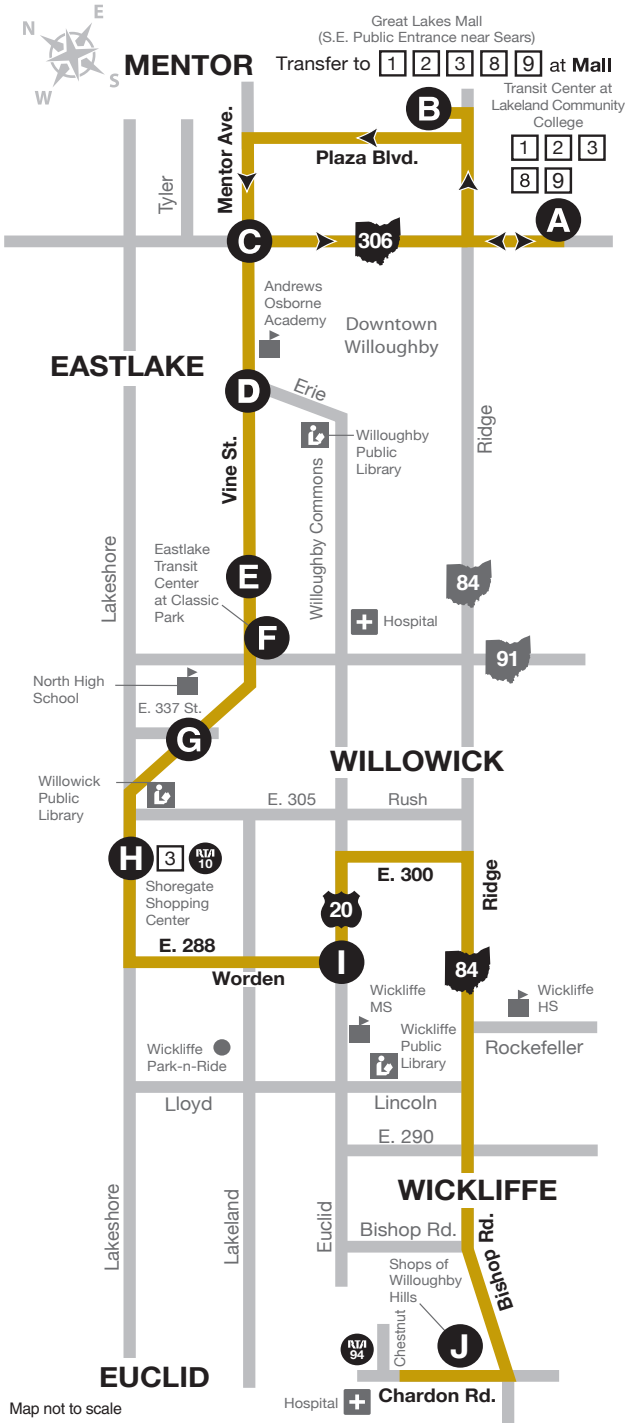 N
E
W
S
MENTOR
Great Lakes Mall
(S.E. Public Entrance near Sears)
Transfer to 1 2 3 8 9 at Mall
Transit Center at
Lakeland Community
College
1 2 3
8 9
B
A
Mentor Ave.
Plaza Blvd.
Tyler
C
306
Andrews
Osborne
Academy
Downtown
Willoughby
EASTLAKE
D
Erie
Willoughby
Public
Library
Ridge
Vine St.
Willoughby Commons
Lakeshore
Eastlake
Transit
Center
at Classic
Park
E
84
F
Hospital
91
North High
School
E. 337 St.
G
WILLOWICK
Willowick
Public
Library
E. 305
Rush
H
3
RTA
10
Shoregate
Shopping
Center
E. 300
Ridge
20
E. 288
Worden
I
84
Wickliffe
MS
Wickliffe
HS
Wickliffe
Public
Library
Rockefeller
Wickliffe
Park-n-Ride
Lloyd
Lincoln
E. 290
WICKLIFFE
Lakeshore
Lakeland
Euclid
Bishop Rd.
Bishop Rd.
Shops of
Willoughby
Hills
RTA
94
Chestnut
J
EUCLID
Hospital
Chardon Rd.
Map not to scale